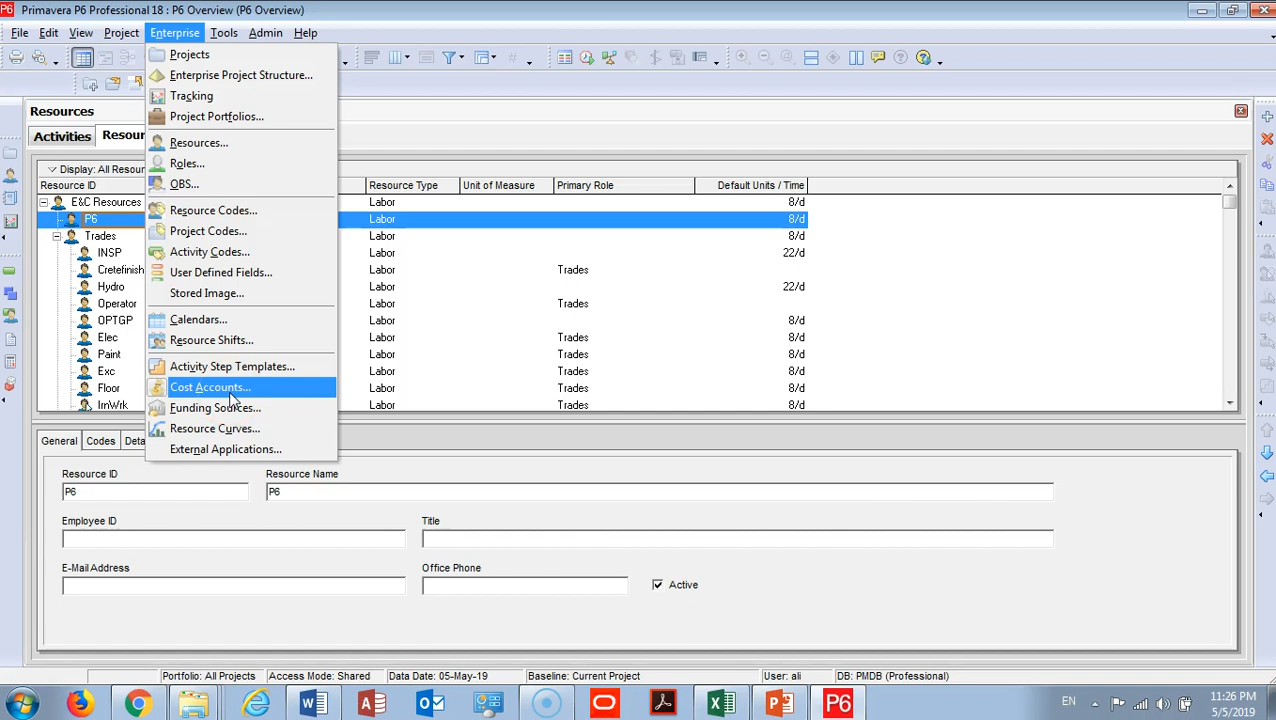 Primavera P6 Professional 18 : P6 Overview (P6 Overview)
File Edit View Project Enterprise Tools Admin Help
Projects
Enterprise Project Structure...
Tracking
Project Portfolios...
Resources...
Roles...
OBS...
Resource Codes...
Project Codes...
Activity Codes...
User Defined Fields...
Stored Image...
Calendars...
Resource Shifts...
Activity Step Templates...
Cost Accounts...
Funding Sources...
Resource Curves...
External Applications...
Resources
Activities
Display: All Resour
Resource ID Resource Type Unit of Measure Primary Role Default Units / Time
E&C Resources Labor 8/d
P6 Labor 8/d
Trades Labor 8/d
INSP Labor 22/d
Cretefinish Labor Trades 8/d
Hydro Labor 22/d
Operator Labor Trades 8/d
OPTGP Labor 8/d
Elec Labor Trades 8/d
Paint Labor Trades 8/d
Exc Labor Trades 8/d
Floor Labor Trades 8/d
IrnWrk Labor Trades 8/d
General Codes Deta
Resource ID Resource Name
P6 P6
Employee ID Title
E-Mail Address Office Phone
Active
Portfolio: All Projects Access Mode: Shared Data Date: 05-May-19 Baseline: Current Project User: ali DB: PMDB (Professional)
EN
11:26 PM
5/5/2019